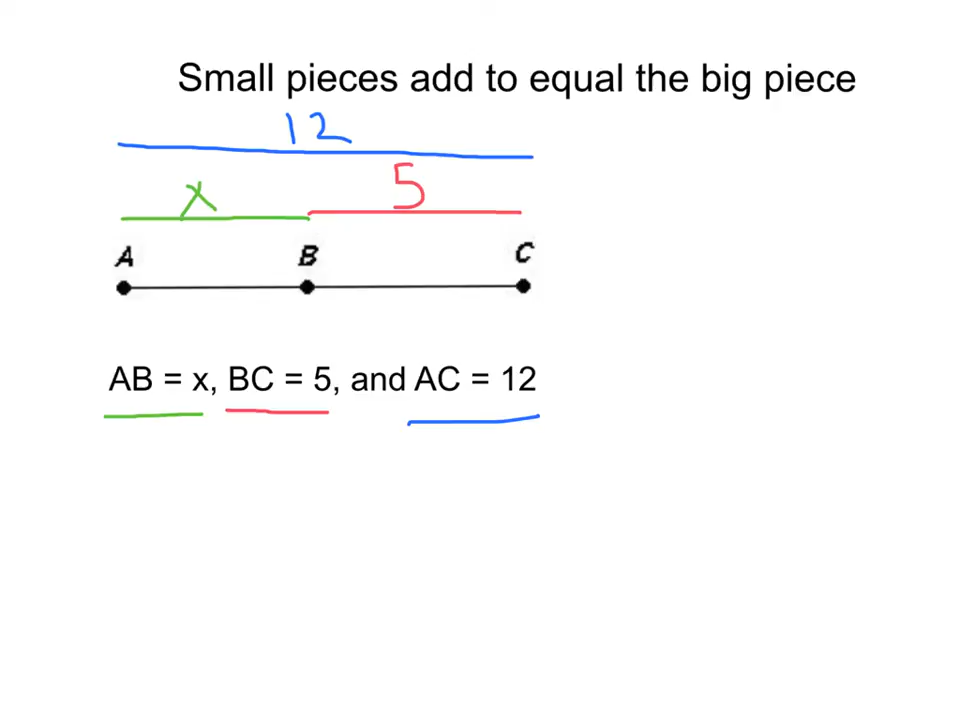 Small pieces add to equal the big piece
12
x 5
A B C
AB = x, BC = 5, and AC = 12